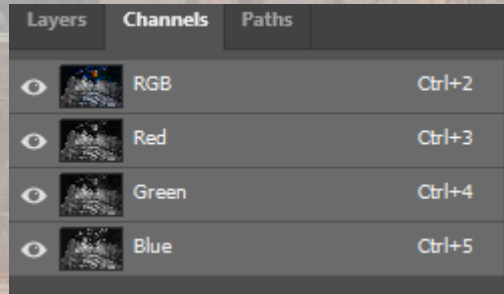 Layers Channels Paths
RGB Ctrl+2
Red Ctrl+3
Green Ctrl+4
Blue Ctrl+5